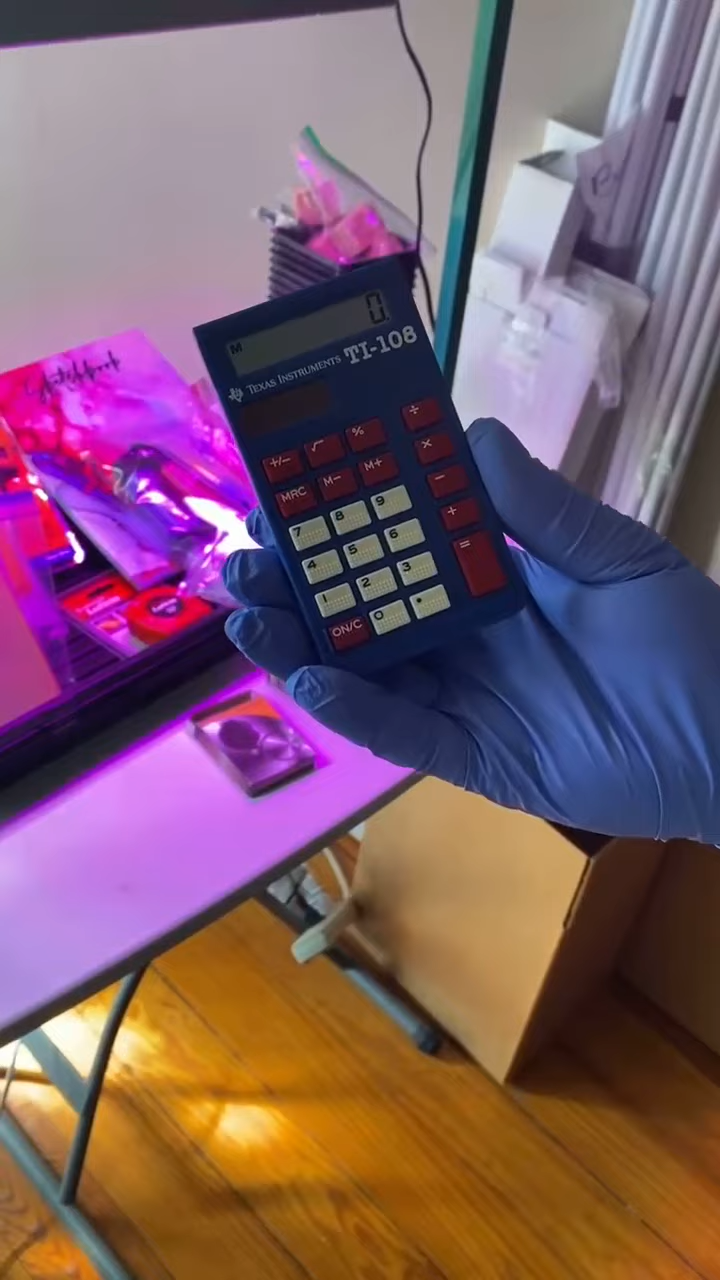 Sketchbook
0.
M
TEXAS INSTRUMENTS TI-108
+/− √ % ÷
MRC M− M+ ×
7 8 9 −
4 5 6 +
1 2 3 =
ON/C 0 •